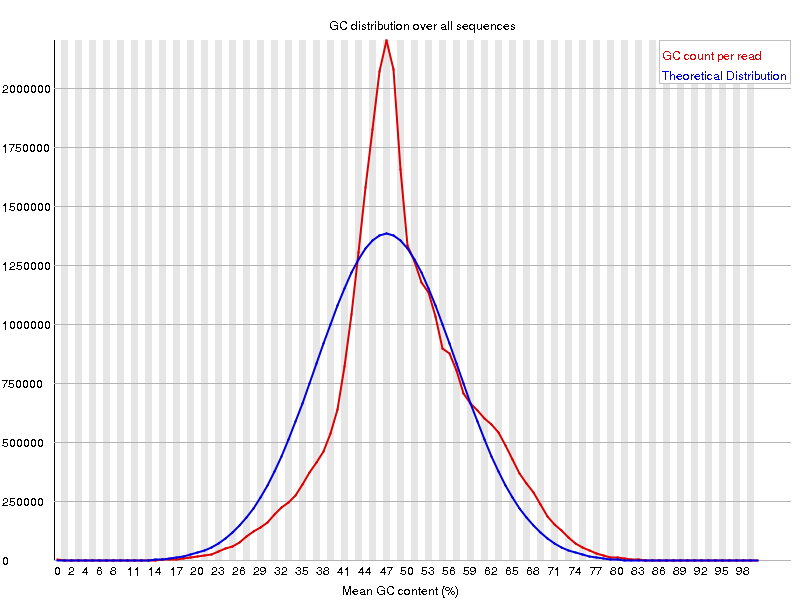 GC distribution over all sequences
GC count per read
Theoretical Distribution
2000000
1750000
1500000
1250000
1000000
750000
500000
250000
0
0 2 4 6 8 11 14 17 20 23 26 29 32 35 38 41 44 47 50 53 56 59 62 65 68 71 74 77 80 83 86 89 92 95 98
Mean GC content (%)